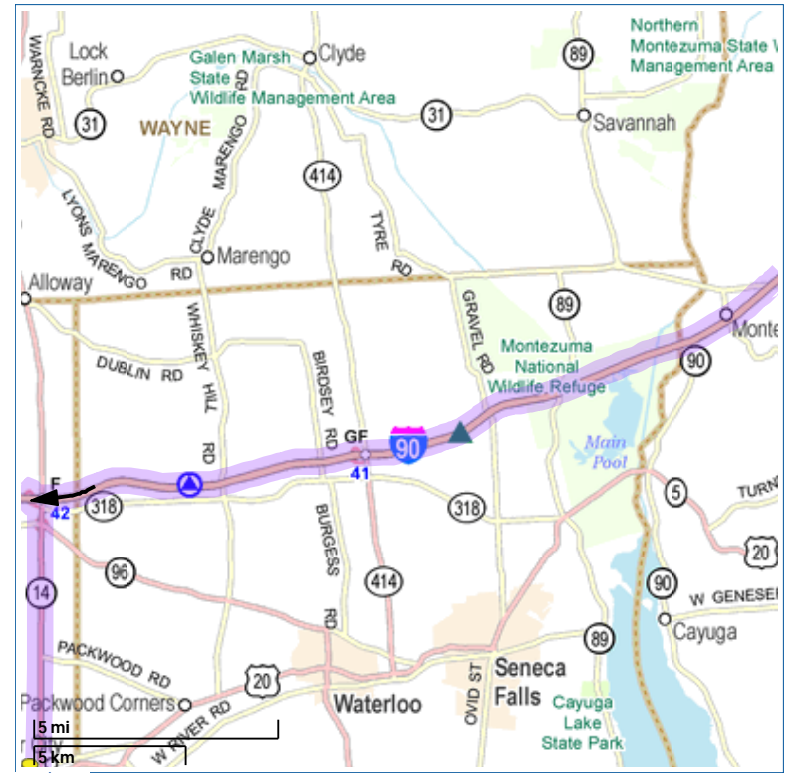 Northern
Montezuma State
Management Area
89
Lock
Berlin
Galen Marsh
State
Wildlife Management Area
Clyde
WARNCKE RD
31
WAYNE
31
Savannah
CLYDE MARENGO RD
414
TYRE RD
LYONS MARENGO RD
Marengo
Alloway
WHISKEY HILL RD
GRAVEL RD
89
Monte
DUBLIN RD
BIRDSEY RD
Montezuma
National
Wildlife Refuge
90
GF
90
41
Main
Pool
F
42
318
318
5
TURN
20
BURGESS RD
96
414
14
90
W GENESE
Cayuga
89
PACKWOOD RD
20
Seneca
Falls
OVID ST
Packwood Corners
W RIVER RD
Waterloo
Cayuga
Lake
State Park
5 mi
5 km